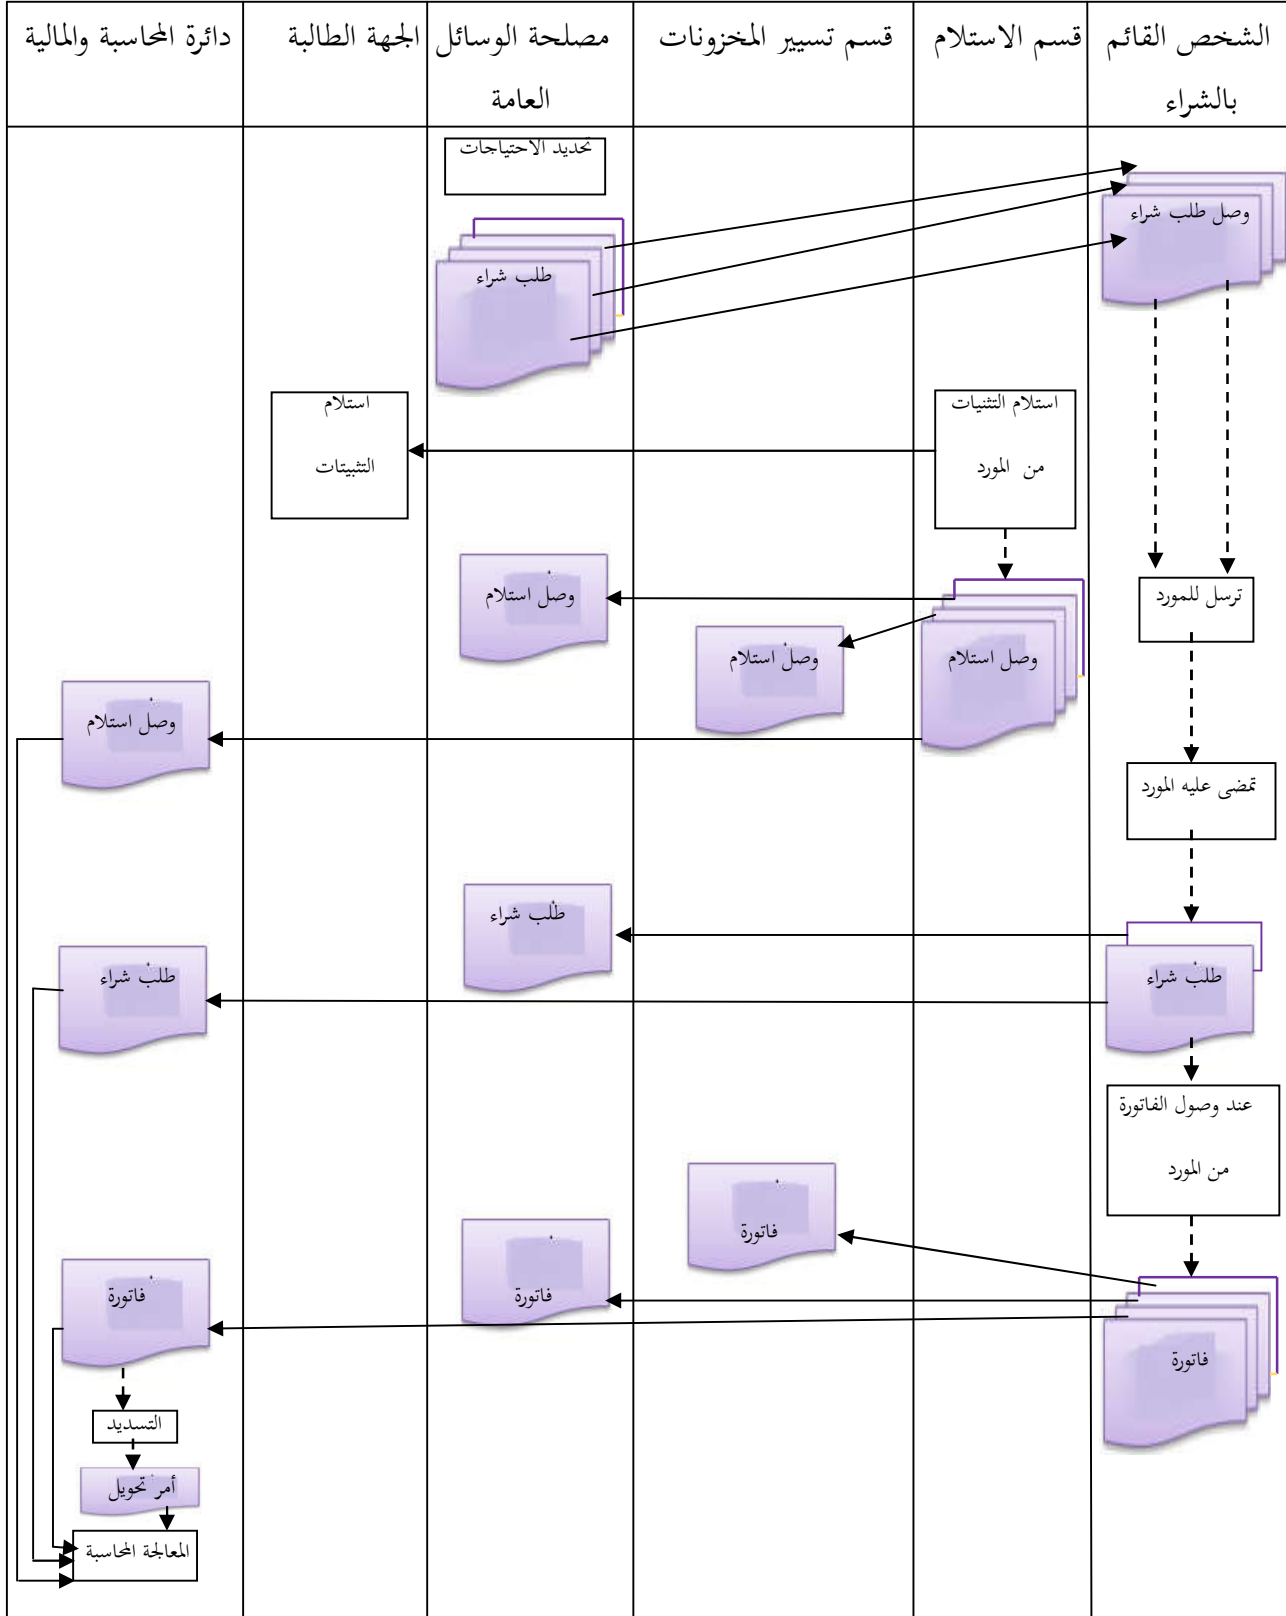 الشخص القائم
بالشراء
قسم الاستلام
قسم تسيير المخزونات
مصلحة الوسائل
العامة
الجهة الطالبة
دائرة المحاسبة والمالية
تحديد الاحتياجات
وصل طلب شراء
طلب شراء
استلام التثنيات
من المورد
استلام
التثبيتات
ترسل للمورد
وصل استلام
وصل استلام
وصل استلام
وصل استلام
تمضى عليه المورد
طلب شراء
طلب شراء
طلب شراء
عند وصول الفاتورة
من المورد
فاتورة
فاتورة
فاتورة
فاتورة
التسديد
أمر تحويل
المعالجة المحاسبة